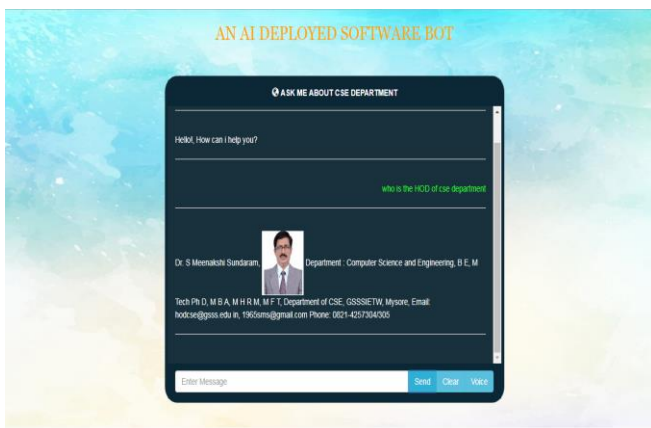 AN AI DEPLOYED SOFTWARE BOT
ASK ME ABOUT CSE DEPARTMENT
Hello!, How can i help you?
who is the HOD of cse department
Dr. S Meenakshi Sundaram, Department : Computer Science and Engineering, B E, M
Tech Ph D, M B A, M H R M, M F T, Department of CSE, GSSSIETW, Mysore, Email:
hodcse@gsss.edu in, 1965sms@gmail.com Phone: 0821-4257304/305
Enter Message
Send Clear Voice